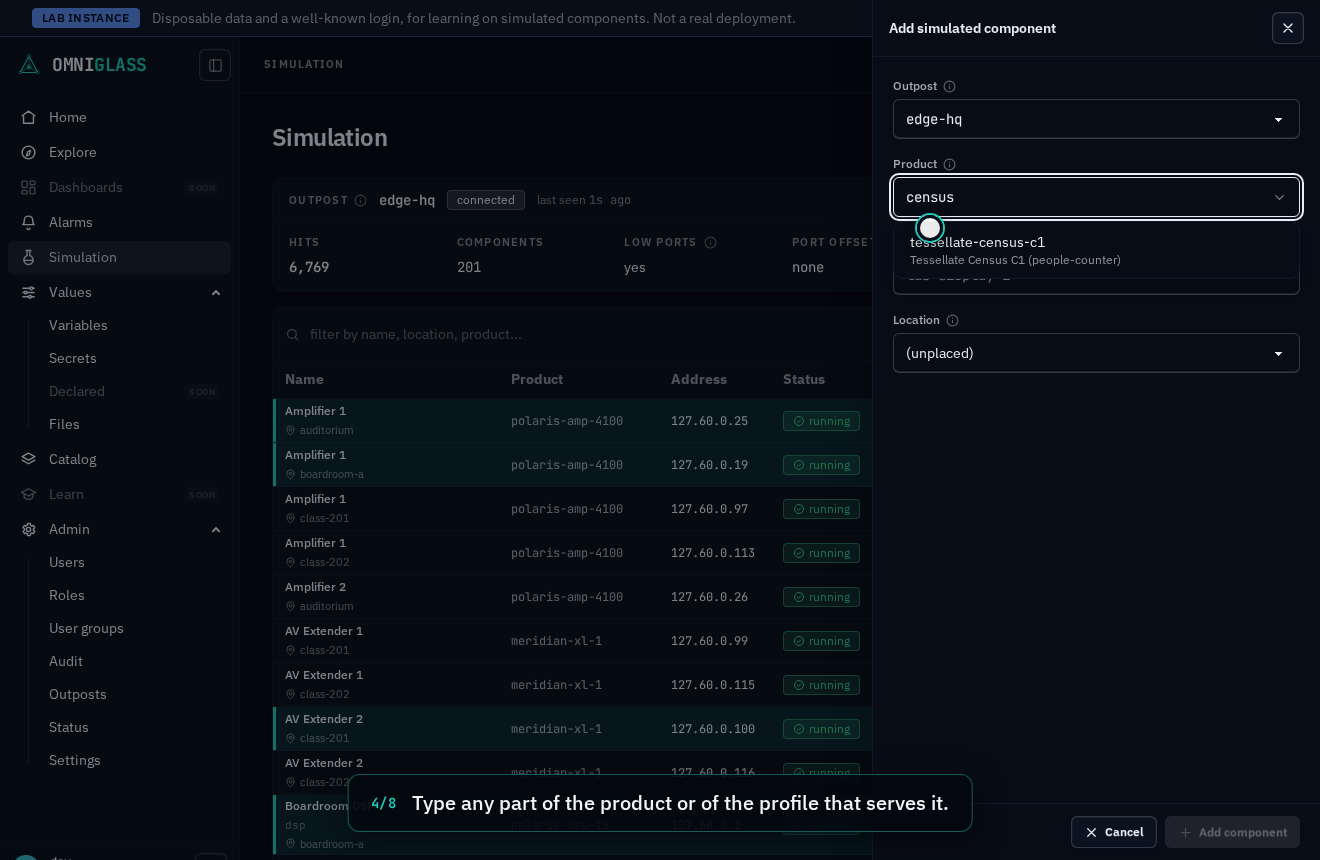 LAB INSTANCE Disposable data and a well-known login, for learning on simulated components. Not a real deployment.
OMNIGLASS
Home
Explore
Dashboards SOON
Alarms
Simulation
Values
Variables
Secrets
Declared SOON
Files
Catalog
Learn SOON
Admin
Users
Roles
User groups
Audit
Outposts
Status
Settings
SIMULATION
Simulation
OUTPOST edge-hq connected last seen 1s ago
HITS COMPONENTS LOW PORTS PORT OFFSET
6,769 201 yes none
filter by name, location, product...
Name Product Address Status
Amplifier 1
auditorium
polaris-amp-4100 127.60.0.25 running
Amplifier 1
boardroom-a
polaris-amp-4100 127.60.0.19 running
Amplifier 1
class-201
polaris-amp-4100 127.60.0.97 running
Amplifier 1
class-202
polaris-amp-4100 127.60.0.113 running
Amplifier 2
auditorium
polaris-amp-4100 127.60.0.26 running
AV Extender 1
class-201
meridian-xl-1 127.60.0.99 running
AV Extender 1
class-202
meridian-xl-1 127.60.0.115 running
AV Extender 2
class-201
meridian-xl-1 127.60.0.100 running
AV Extender 2
class-202
meridian-xl-1 127.60.0.116 running
Boardroom
dsp
boardroom-a
Add simulated component
Outpost
edge-hq
Product
census
tessellate-census-c1
Tessellate Census C1 (people-counter)
Location
(unplaced)
4/8 Type any part of the product or of the profile that serves it.
Cancel
Add component